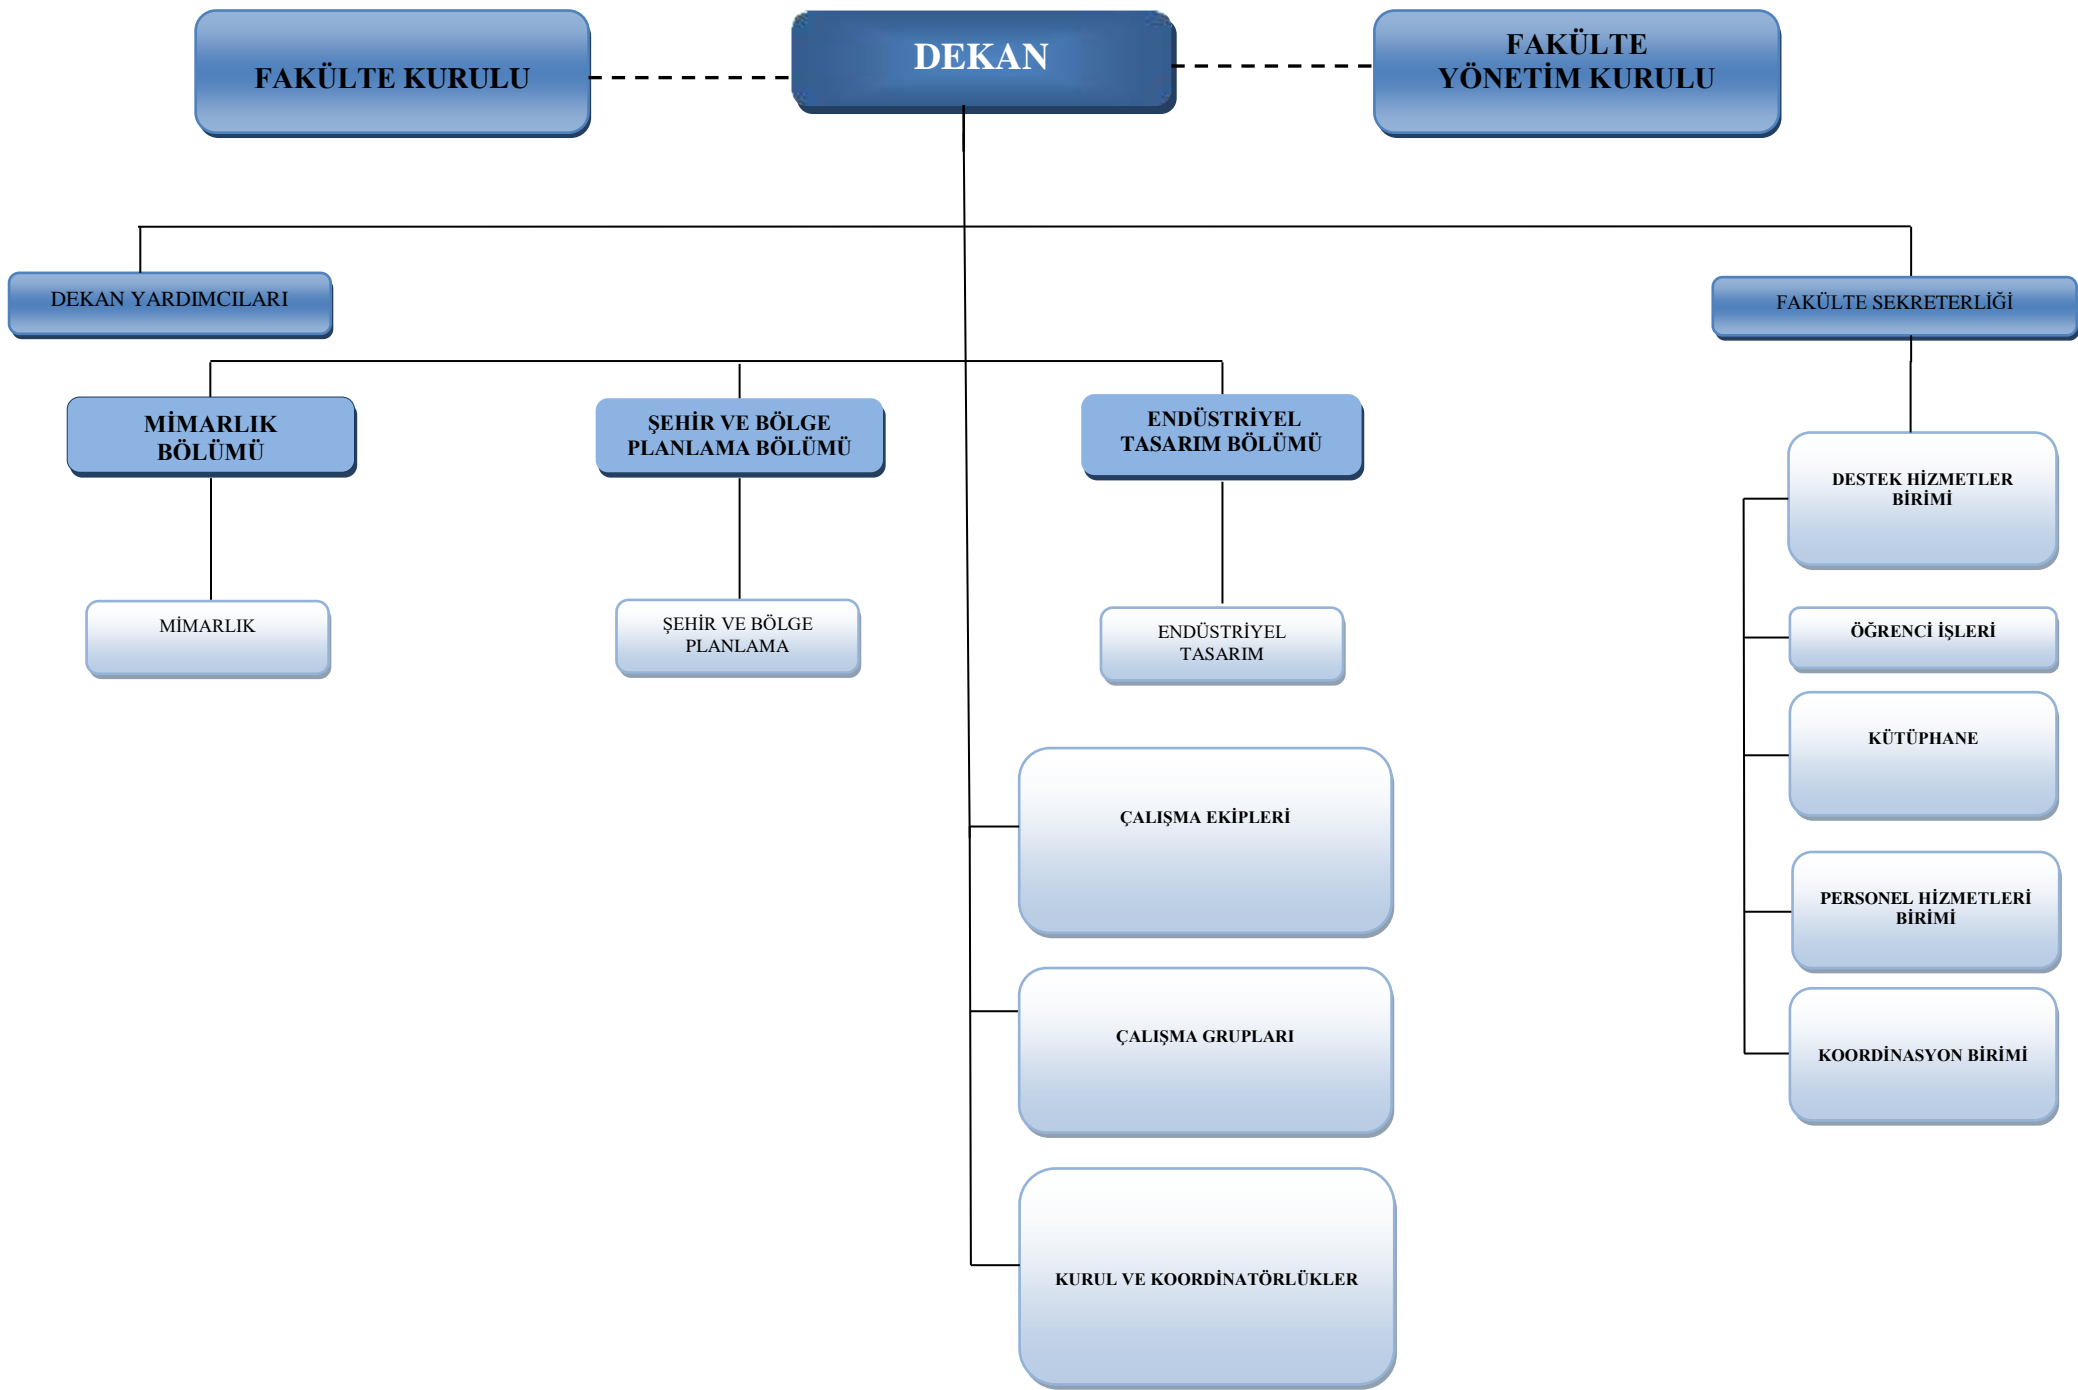 FAKÜLTE KURULU
DEKAN
FAKÜLTE
YÖNETİM KURULU
DEKAN YARDIMCILARI
FAKÜLTE SEKRETERLİĞİ
MİMARLIK
BÖLÜMÜ
ŞEHİR VE BÖLGE
PLANLAMA BÖLÜMÜ
ENDÜSTRİYEL
TASARIM BÖLÜMÜ
MİMARLIK
ŞEHİR VE BÖLGE
PLANLAMA
ENDÜSTRİYEL
TASARIM
ÇALIŞMA EKİPLERİ
ÇALIŞMA GRUPLARI
KURUL VE KOORDİNATÖRLÜKLER
DESTEK HİZMETLER
BİRİMİ
ÖĞRENCİ İŞLERİ
KÜTÜPHANE
PERSONEL HİZMETLERİ
BİRİMİ
KOORDİNASYON BİRİMİ